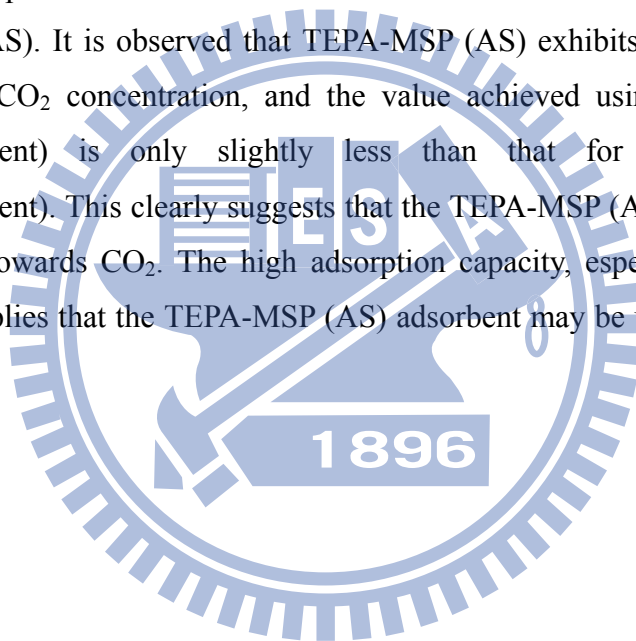 AS). It is observed that TEPA-MSP (AS) exhibits
CO₂ concentration, and the value achieved usin
ent) is only slightly less than that for
ent). This clearly suggests that the TEPA-MSP (A
owards CO₂. The high adsorption capacity, espe
plies that the TEPA-MSP (AS) adsorbent may be
ESA
1896